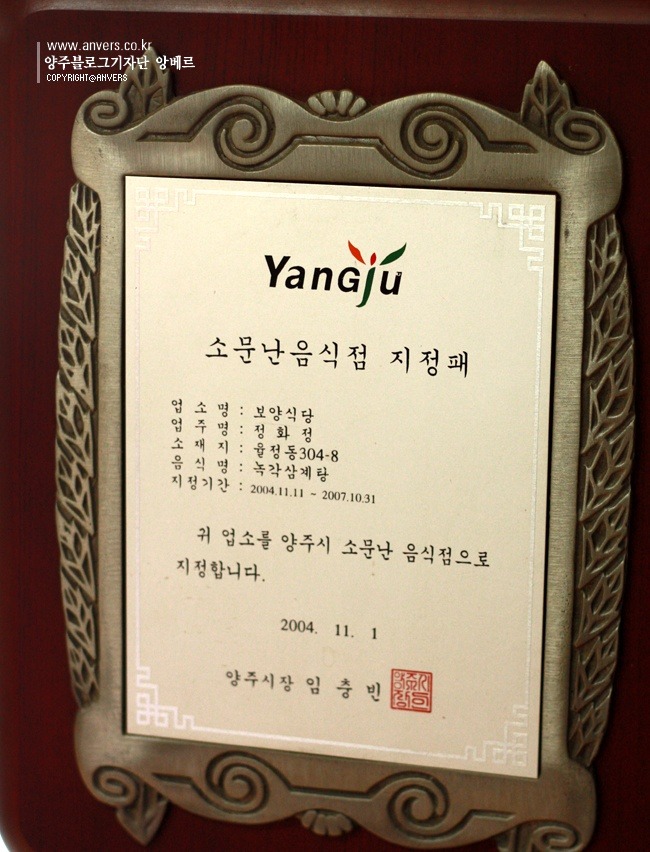 www.anvers.co.kr
양주블로그기자단 앙베르
COPYRIGHT@ANVERS
Yangju
소문난음식점 지정패
업 소 명 : 보양식당
업 주 명 : 정 화 정
소 재 지 : 율정동304-8
음 식 명 : 녹각삼계탕
지정기간 : 2004.11.11 ~ 2007.10.31
귀 업소를 양주시 소문난 음식점으로
지정합니다.
2004. 11. 1
양주시장 임 충 빈